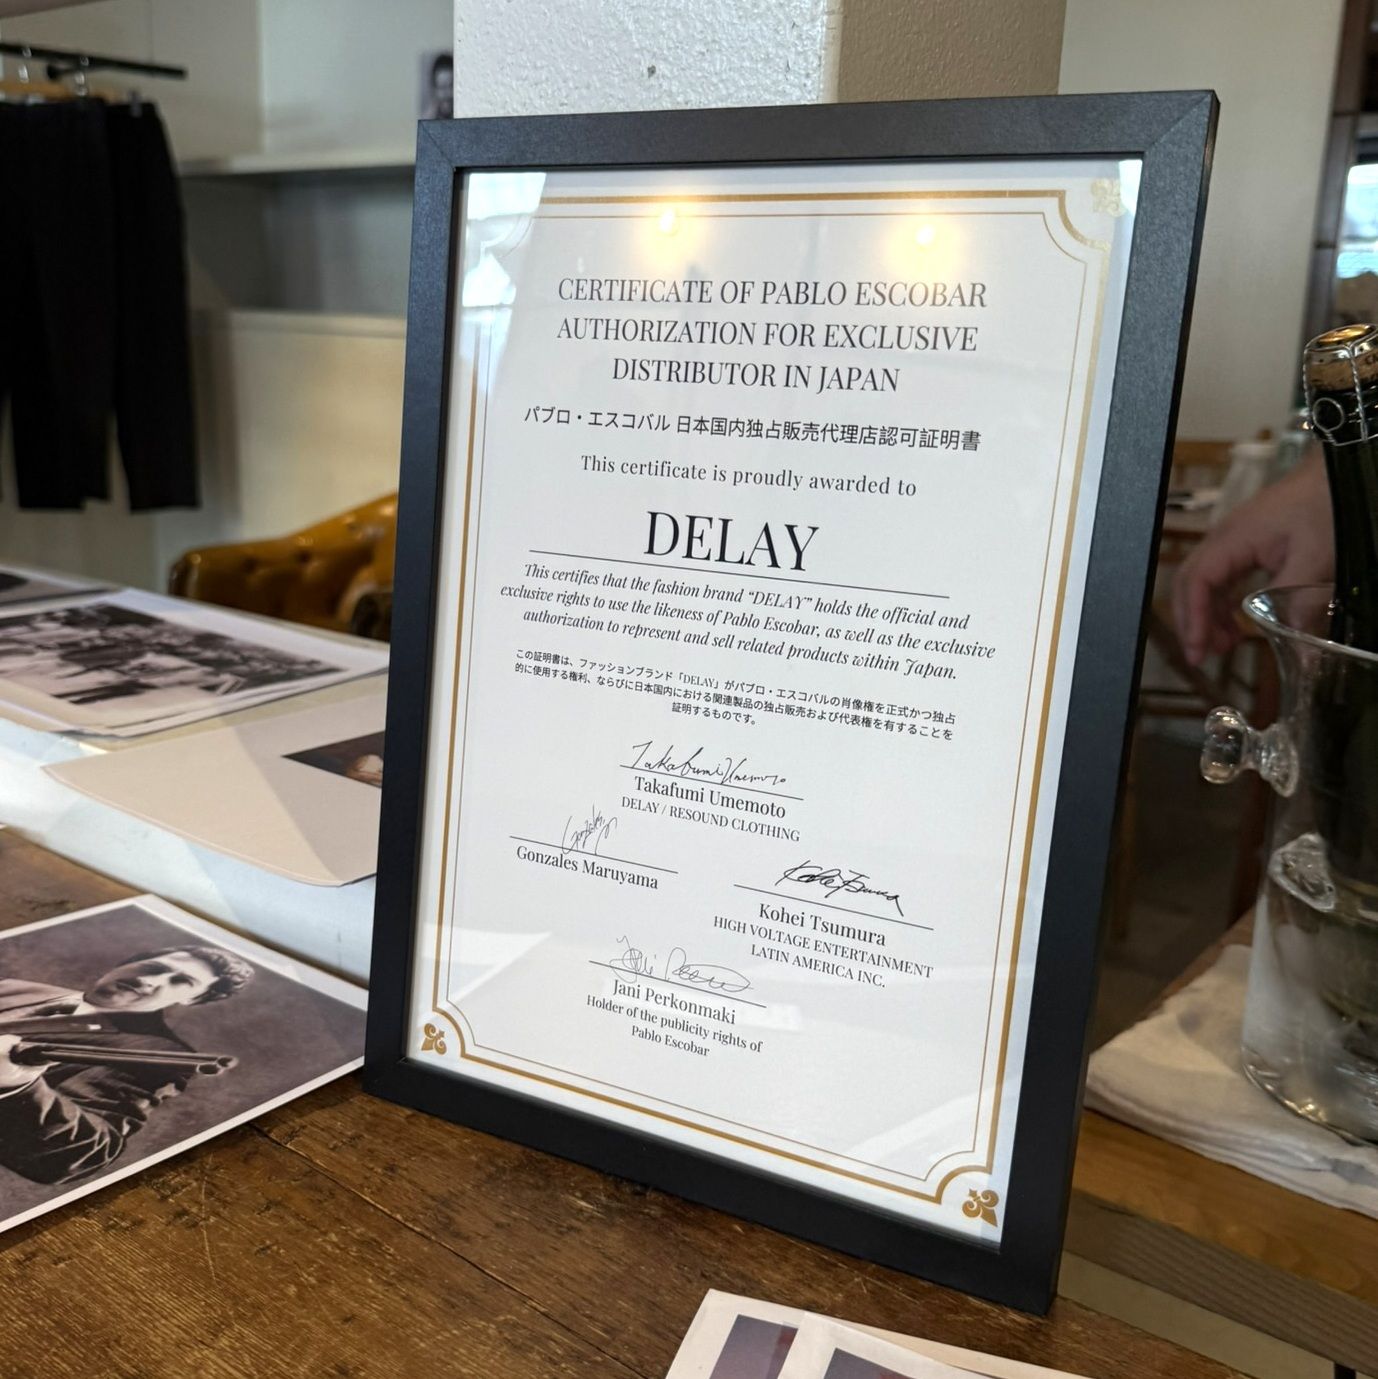 CERTIFICATE OF PABLO ESCOBAR
AUTHORIZATION FOR EXCLUSIVE
DISTRIBUTOR IN JAPAN
パブロ・エスコバル 日本国内独占販売代理店認可証明書
This certificate is proudly awarded to
DELAY
This certifies that the fashion brand “DELAY” holds the official and
exclusive rights to use the likeness of Pablo Escobar, as well as the exclusive
authorization to represent and sell related products within Japan.
この証明書は、ファッションブランド「DELAY」がパブロ・エスコバルの肖像権を正式かつ独占
的に使用する権利、ならびに日本国内における関連製品の独占販売および代表権を有することを
証明するものです。
Takafumi Umemoto
Takafumi Umemoto
DELAY / RESOUND CLOTHING
Gonzales Maruyama
Kohei Tsumura
HIGH VOLTAGE ENTERTAINMENT
LATIN AMERICA INC.
Jani Perkonmaki
Holder of the publicity rights of
Pablo Escobar